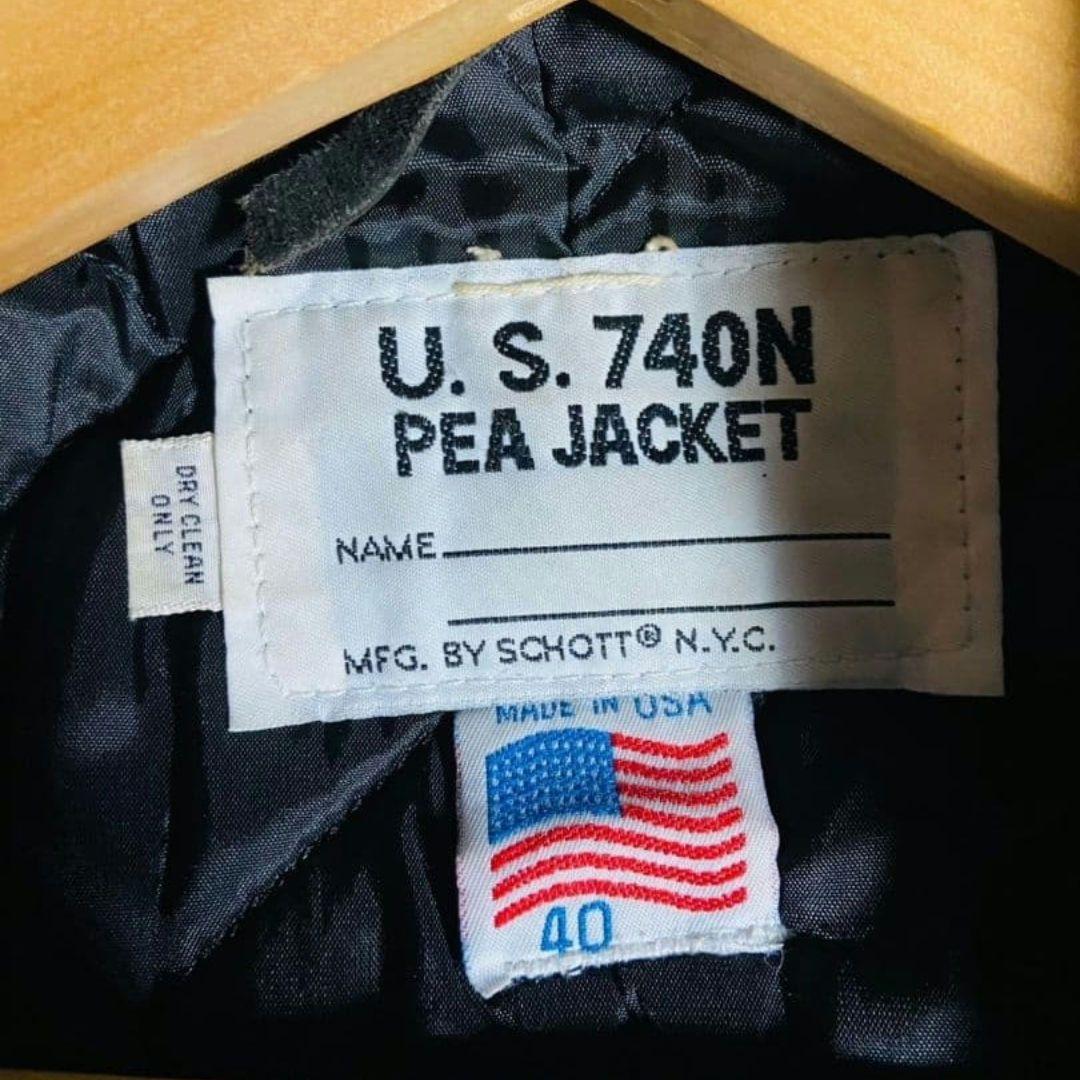 U. S. 740N
PEA JACKET
DRY CLEAN
ONLY
NAME
MFG. BY SCHOTT® N.Y.C.
MADE IN USA
40